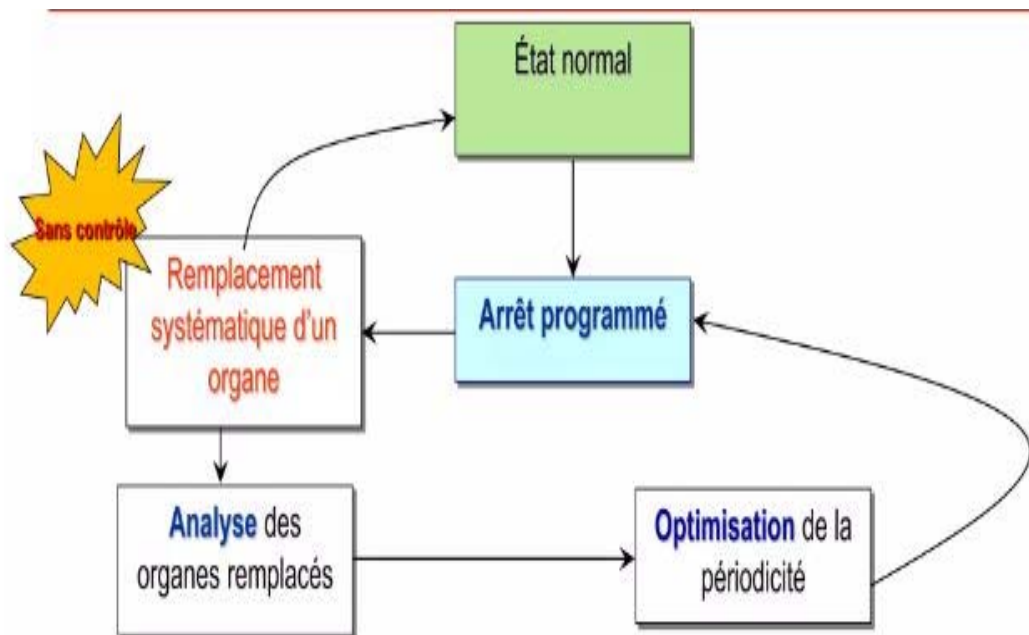 État normal
Sans contrôle
Remplacement
systématique d’un
organe
Arrêt programmé
Analyse des
organes remplacés
Optimisation de la
périodicité